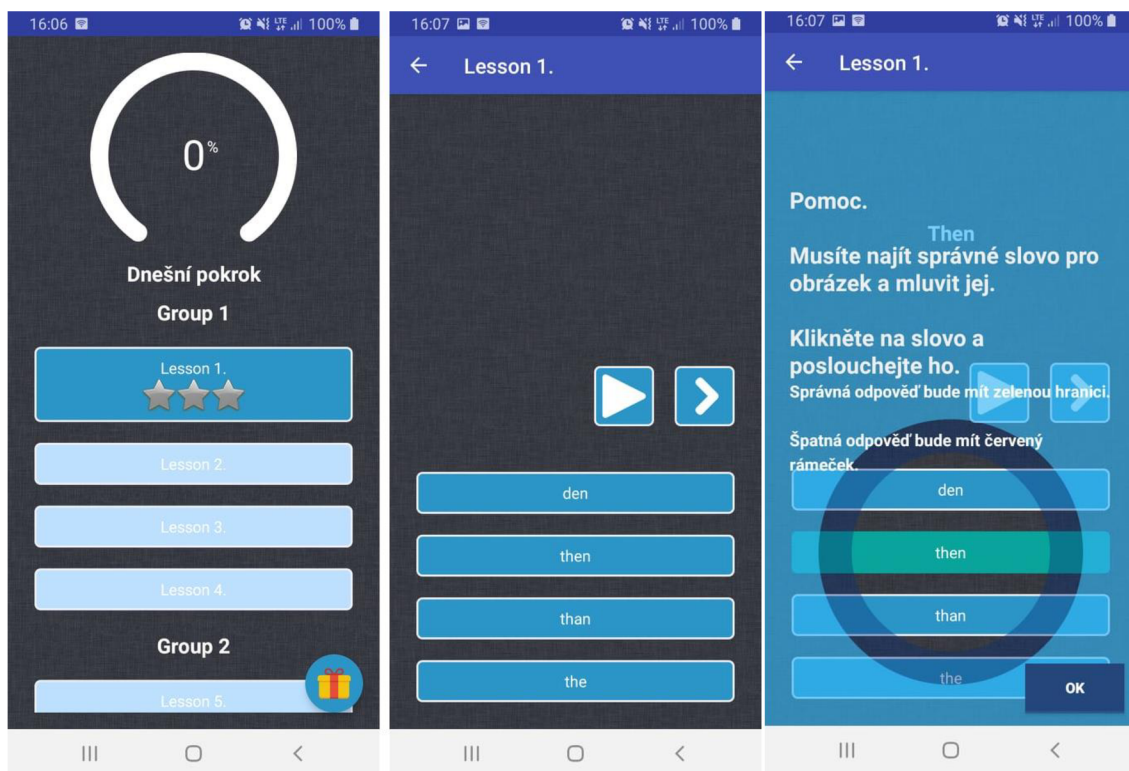 16:06 LTE 100%
0%
Dnešní pokrok
Group 1
Lesson 1.
Lesson 2.
Lesson 3.
Lesson 4.
Group 2
Lesson 5.
16:07 LTE 100%
Lesson 1.
den
then
than
the
16:07 LTE 100%
Lesson 1.
Pomoc.
Then
Musíte najít správné slovo pro
obrázek a mluvit jej.
Klikněte na slovo a
poslouchejte ho.
Správná odpověď bude mít zelenou hranici.
Špatná odpověď bude mít červený
rámeček.
den
then
than
the
OK